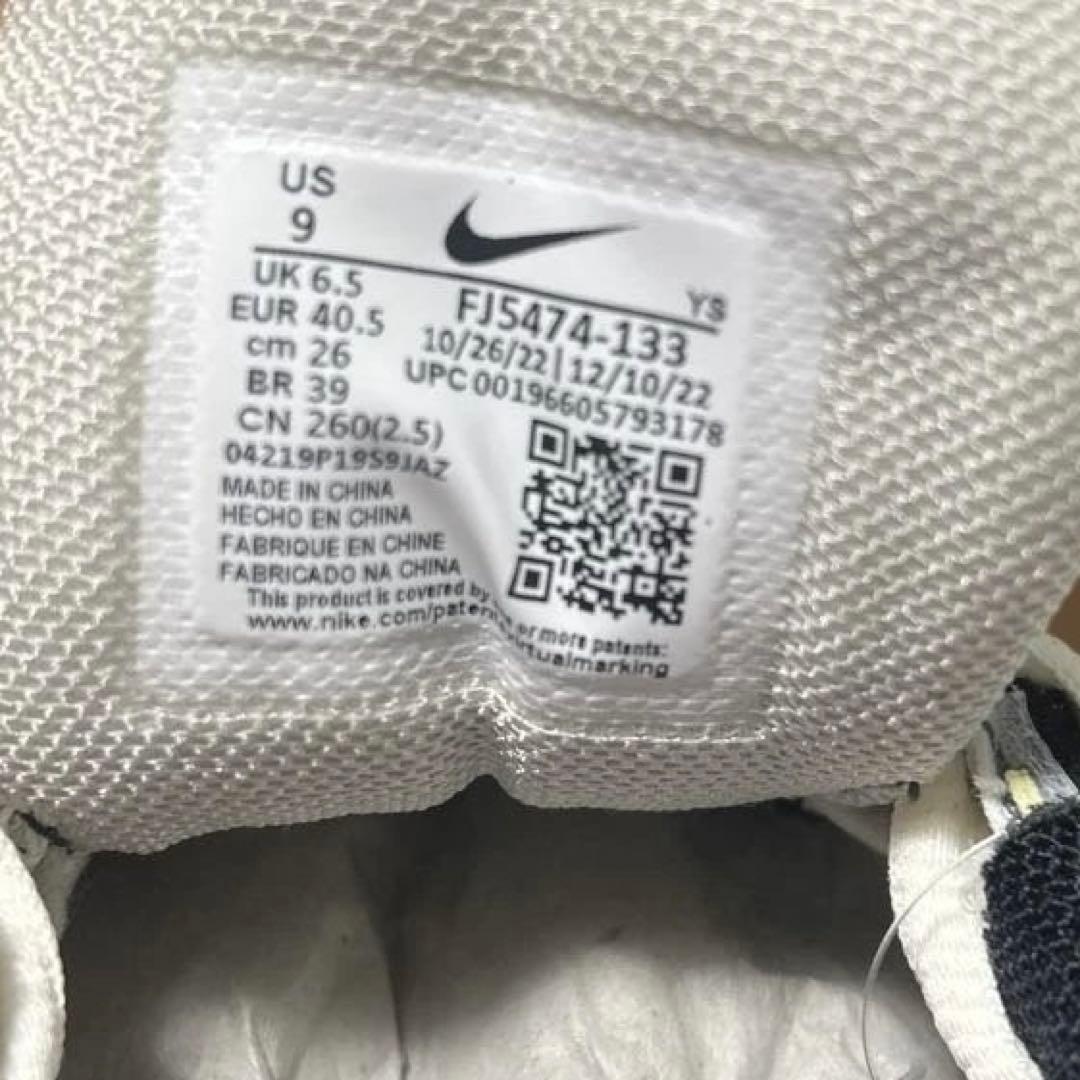 US
9
UK 6.5
EUR 40.5
cm 26
BR 39
CN 260(2.5)
04219P19S9JAZ
MADE IN CHINA
HECHO EN CHINA
FABRIQUE EN CHINE
FABRICADO NA CHINA
YS
FJ5474-133
10/26/22|12/10/22
UPC 00196605793178
This product is covered by or more patents:
www.nike.com/paten rtualmarking